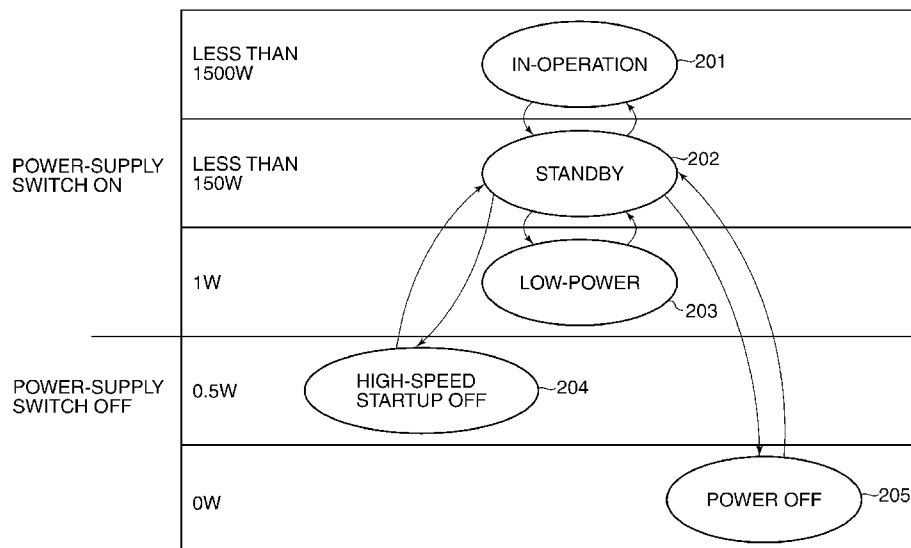 LESS THAN
1500W
IN-OPERATION
201
POWER-SUPPLY
SWITCH ON
LESS THAN
150W
STANDBY
202
1W
LOW-POWER
203
POWER-SUPPLY
SWITCH OFF
0.5W
HIGH-SPEED
STARTUP OFF
204
0W
POWER OFF
205